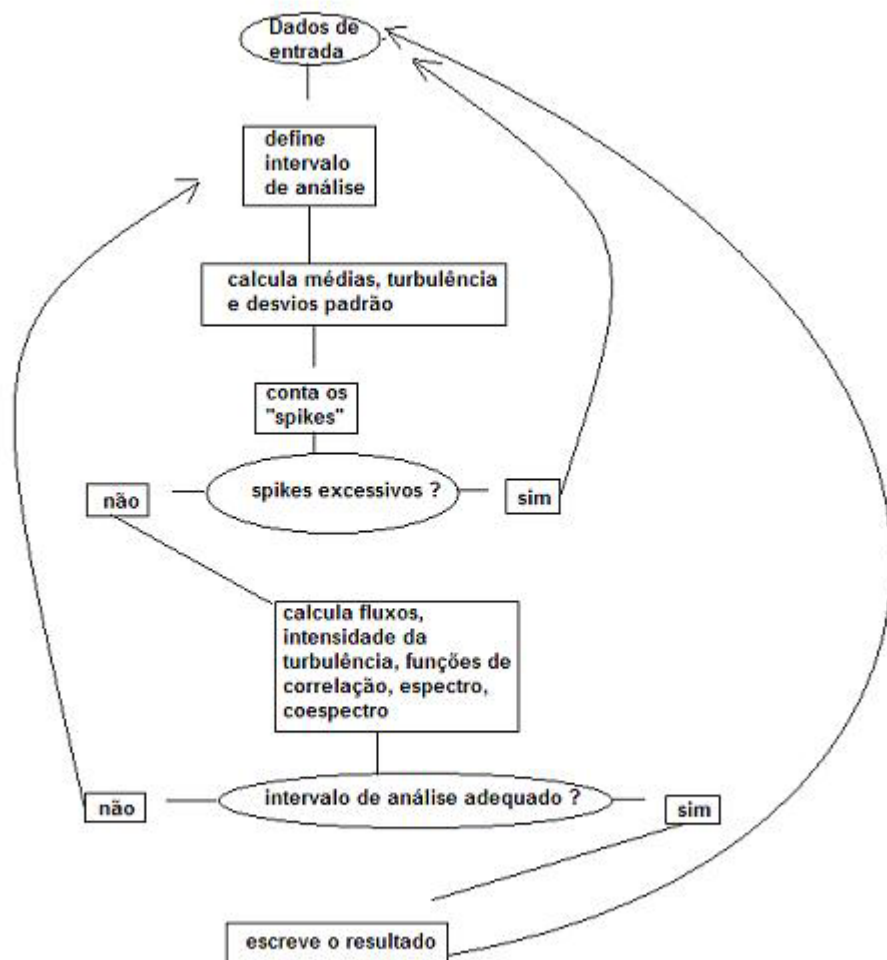 Dados de
entrada
define
intervalo
de análise
calcula médias, turbulência
e desvios padrão
conta os
"spikes"
spikes excessivos ?
não
sim
calcula fluxos,
intensidade da
turbulência, funções de
correlação, espectro,
coespectro
intervalo de análise adequado ?
não
sim
escreve o resultado